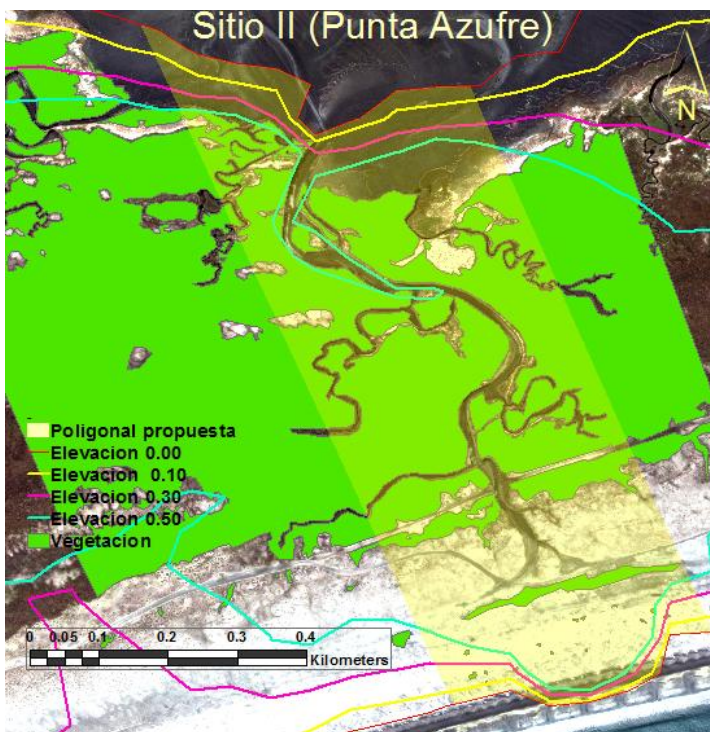 Sitio II (Punta Azufre)
N
Poligonal propuesta
Elevacion 0.00
Elevacion 0.10
Elevacion 0.30
Elevacion 0.50
Vegetacion
0 0.05 0.1 0.2 0.3 0.4
Kilometers